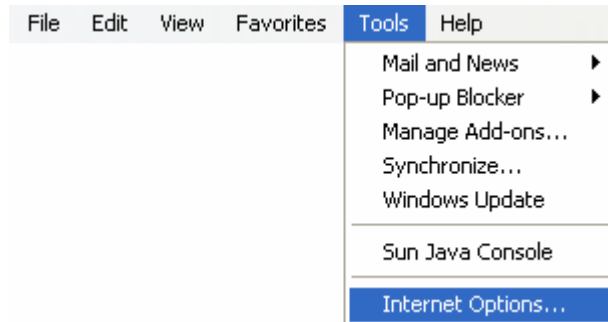 File Edit View Favorites Tools Help
Mail and News
Pop-up Blocker
Manage Add-ons...
Synchronize...
Windows Update
Sun Java Console
Internet Options...